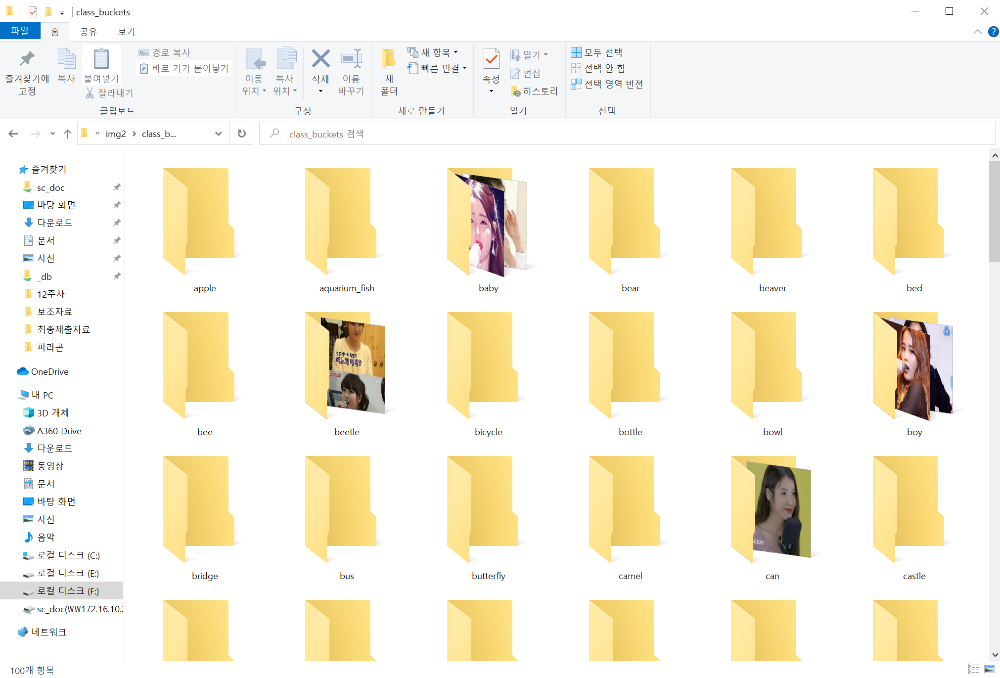 class_buckets
파일
홈
공유
보기
즐겨찾기에
고정
복사
붙여넣기
경로 복사
바로 가기 붙여넣기
잘라내기
클립보드
이동
위치
복사
위치
삭제
이름
바꾸기
구성
새
폴더
새 항목
빠른 연결
새로 만들기
속성
열기
편집
히스토리
열기
모두 선택
선택 안 함
선택 영역 반전
선택
« img2 > class_b...
class_buckets 검색
즐겨찾기
sc_doc
바탕 화면
다운로드
문서
사진
_db
12주차
보조자료
최종제출자료
파라곤
OneDrive
내 PC
3D 개체
A360 Drive
다운로드
동영상
문서
바탕 화면
사진
음악
로컬 디스크 (C:)
로컬 디스크 (E:)
로컬 디스크 (F:)
sc_doc(₩₩172.16.10.
네트워크
apple
aquarium_fish
baby
bear
beaver
bed
며느리 패션?
bee
beetle
bicycle
bottle
bowl
boy
bridge
bus
butterfly
camel
can
castle
100개 항목